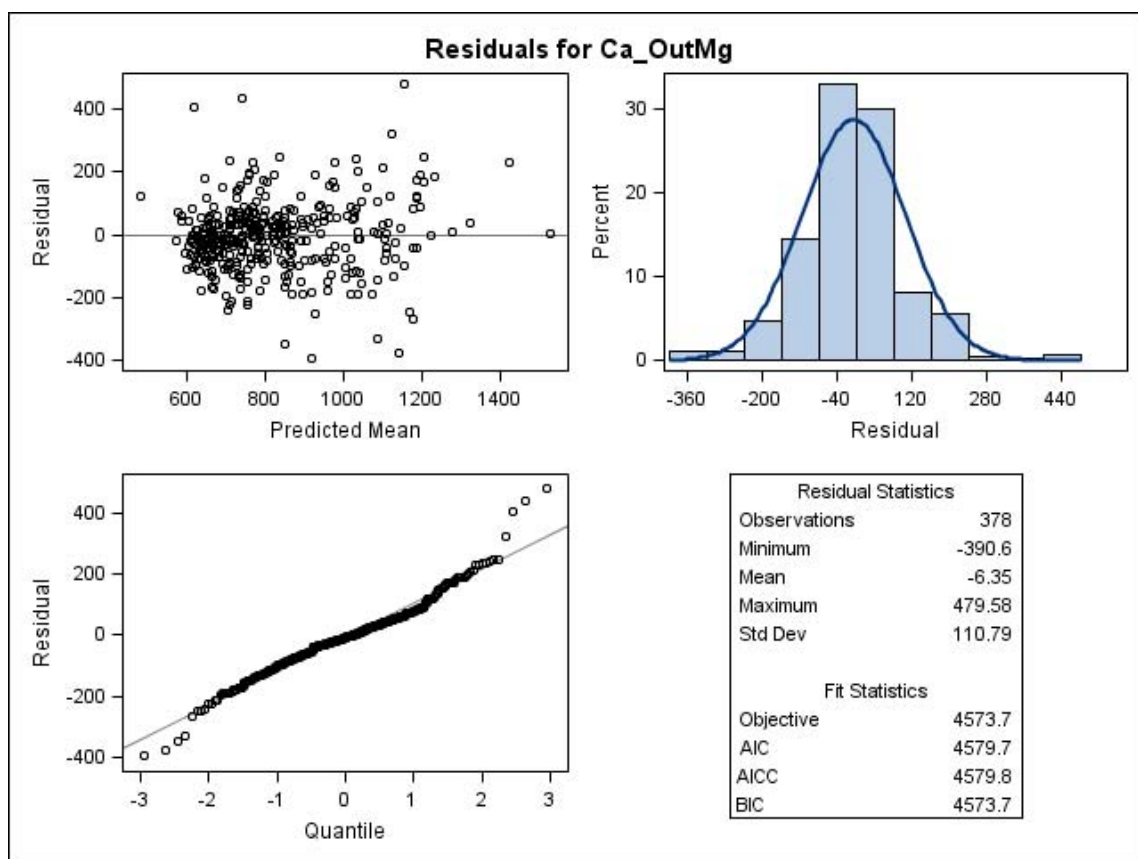 Residuals for Ca_OutMg
400
200
0
-200
-400
Residual
600 800 1000 1200 1400
Predicted Mean
30
20
10
0
Percent
-360 -200 -40 120 280 440
Residual
400
200
0
-200
-400
Residual
-3 -2 -1 0 1 2 3
Quantile
Residual Statistics
Observations 378
Minimum -390.6
Mean -6.35
Maximum 479.58
Std Dev 110.79
Fit Statistics
Objective 4573.7
AIC 4579.7
AICC 4579.8
BIC 4573.7